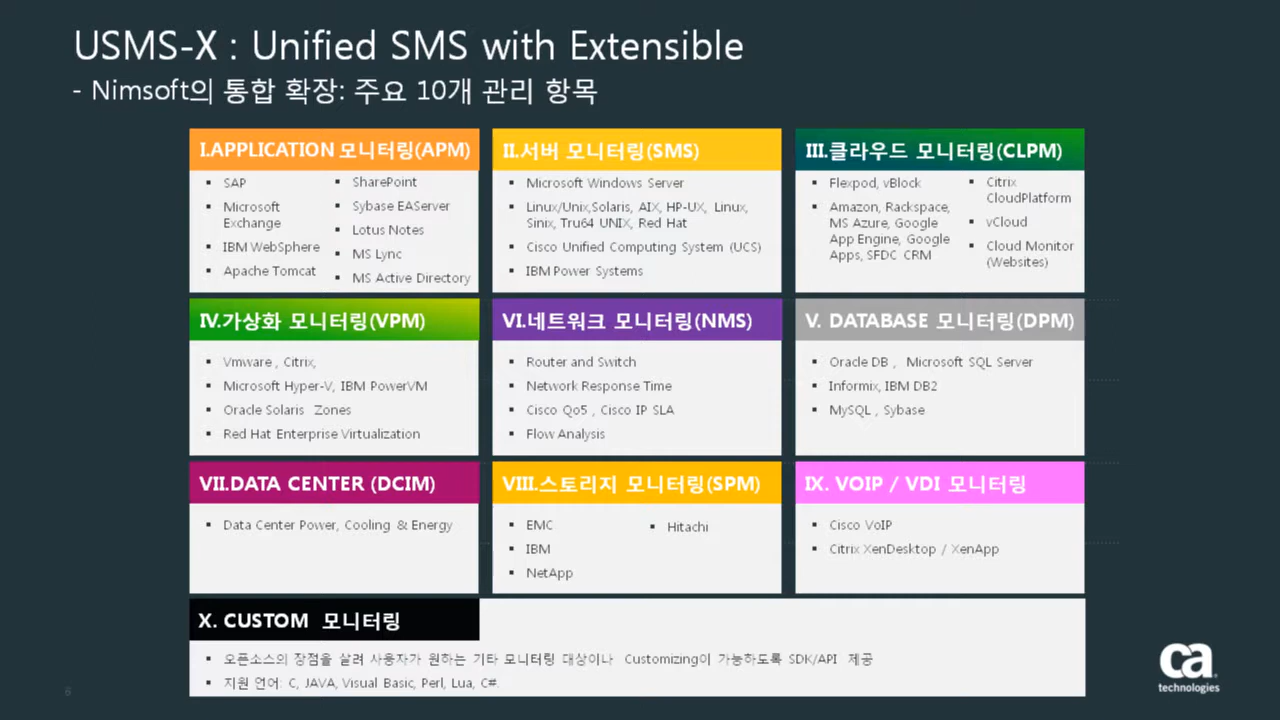 USMS-X : Unified SMS with Extensible
- Nimsoft의 통합 확장: 주요 10개 관리 항목
I.APPLICATION 모니터링(APM)
▪ SAP
▪ Microsoft
Exchange
▪ IBM WebSphere
▪ Apache Tomcat
▪ SharePoint
▪ Sybase EAServer
▪ Lotus Notes
▪ MS Lync
▪ MS Active Directory
II.서버 모니터링(SMS)
▪ Microsoft Windows Server
▪ Linux/Unix,Solaris, AIX, HP-UX, Linux,
Sinix, Tru64 UNIX, Red Hat
▪ Cisco Unified Computing System (UCS)
▪ IBM Power Systems
III.클라우드 모니터링(CLPM)
▪ Flexpod, vBlock
▪ Amazon, Rackspace,
MS Azure, Google
App Engine, Google
Apps, SFDC CRM
▪ Citrix
CloudPlatform
▪ vCloud
▪ Cloud Monitor
(Websites)
IV.가상화 모니터링(VPM)
▪ Vmware , Citrix,
▪ Microsoft Hyper-V, IBM PowerVM
▪ Oracle Solaris Zones
▪ Red Hat Enterprise Virtualization
VI.네트워크 모니터링(NMS)
▪ Router and Switch
▪ Network Response Time
▪ Cisco Qo5 , Cisco IP SLA
▪ Flow Analysis
V. DATABASE 모니터링(DPM)
▪ Oracle DB , Microsoft SQL Server
▪ Informix, IBM DB2
▪ MySQL , Sybase
VII.DATA CENTER (DCIM)
▪ Data Center Power, Cooling & Energy
VIII.스토리지 모니터링(SPM)
▪ EMC
▪ IBM
▪ NetApp
▪ Hitachi
IX. VOIP / VDI 모니터링
▪ Cisco VoIP
▪ Citrix XenDesktop / XenApp
X. CUSTOM 모니터링
▪ 오픈소스의 장점을 살려 사용자가 원하는 기타 모니터링 대상이나 Customizing이 가능하도록 SDK/API 제공
▪ 지원 언어: C, JAVA, Visual Basic, Perl, Lua, C#.
6
ca
technologies